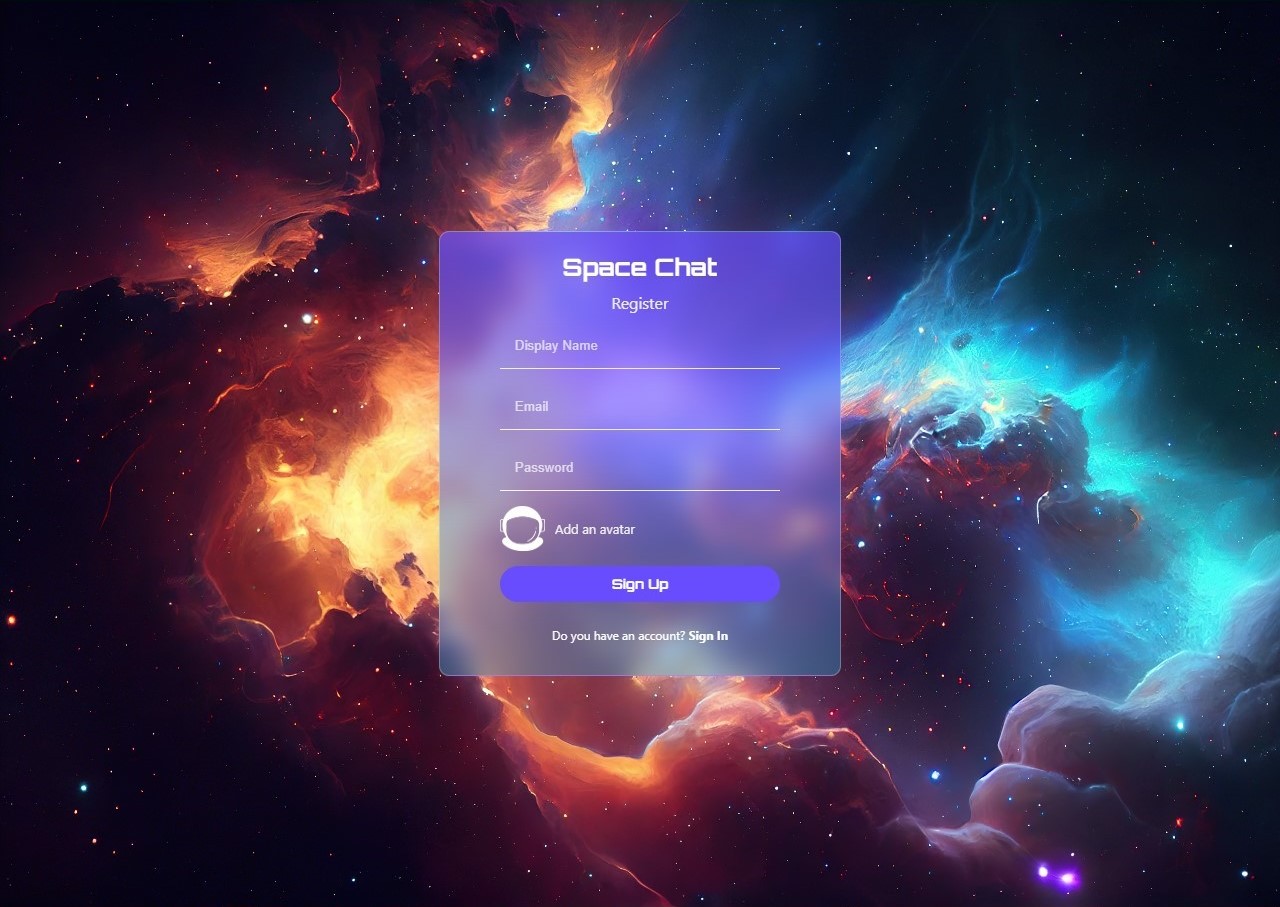 Space Chat
Register
Display Name
Email
Password
Add an avatar
Sign Up
Do you have an account? Sign In